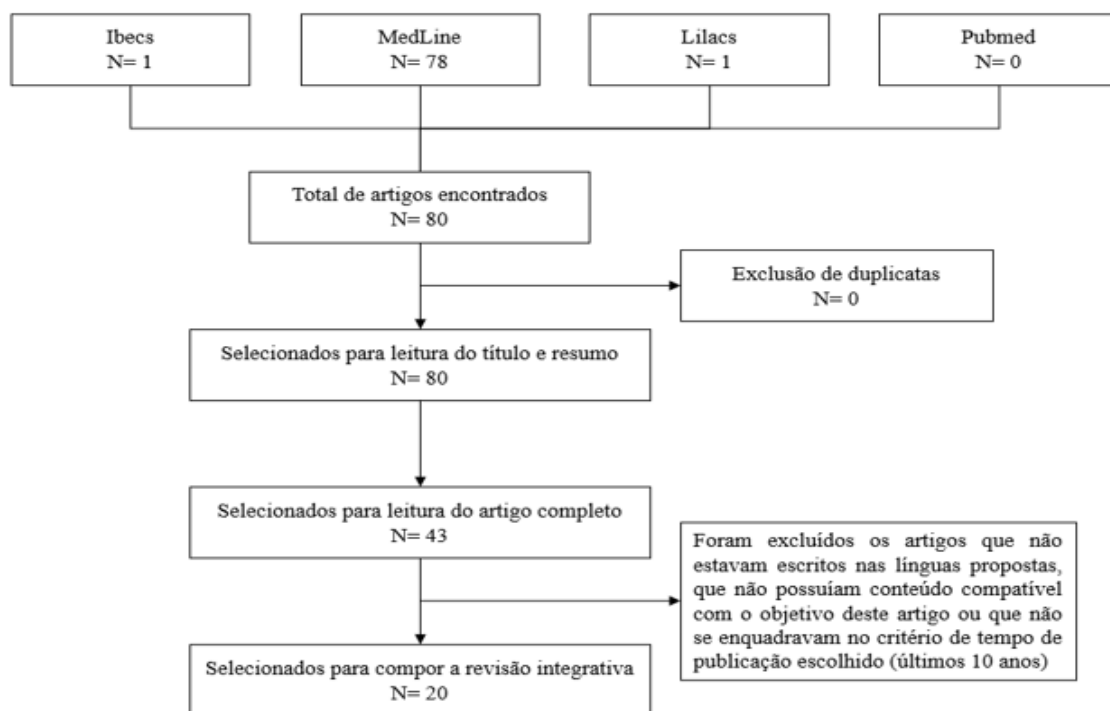 Ibecs
N= 1
MedLine
N= 78
Lilacs
N= 1
Pubmed
N= 0
Total de artigos encontrados
N= 80
Exclusão de duplicatas
N= 0
Selecionados para leitura do título e resumo
N= 80
Selecionados para leitura do artigo completo
N= 43
Foram excluídos os artigos que não
estavam escritos nas línguas propostas,
que não possuíam conteúdo compatível
com o objetivo deste artigo ou que não
se enquadravam no critério de tempo de
publicação escolhido (últimos 10 anos)
Selecionados para compor a revisão integrativa
N= 20